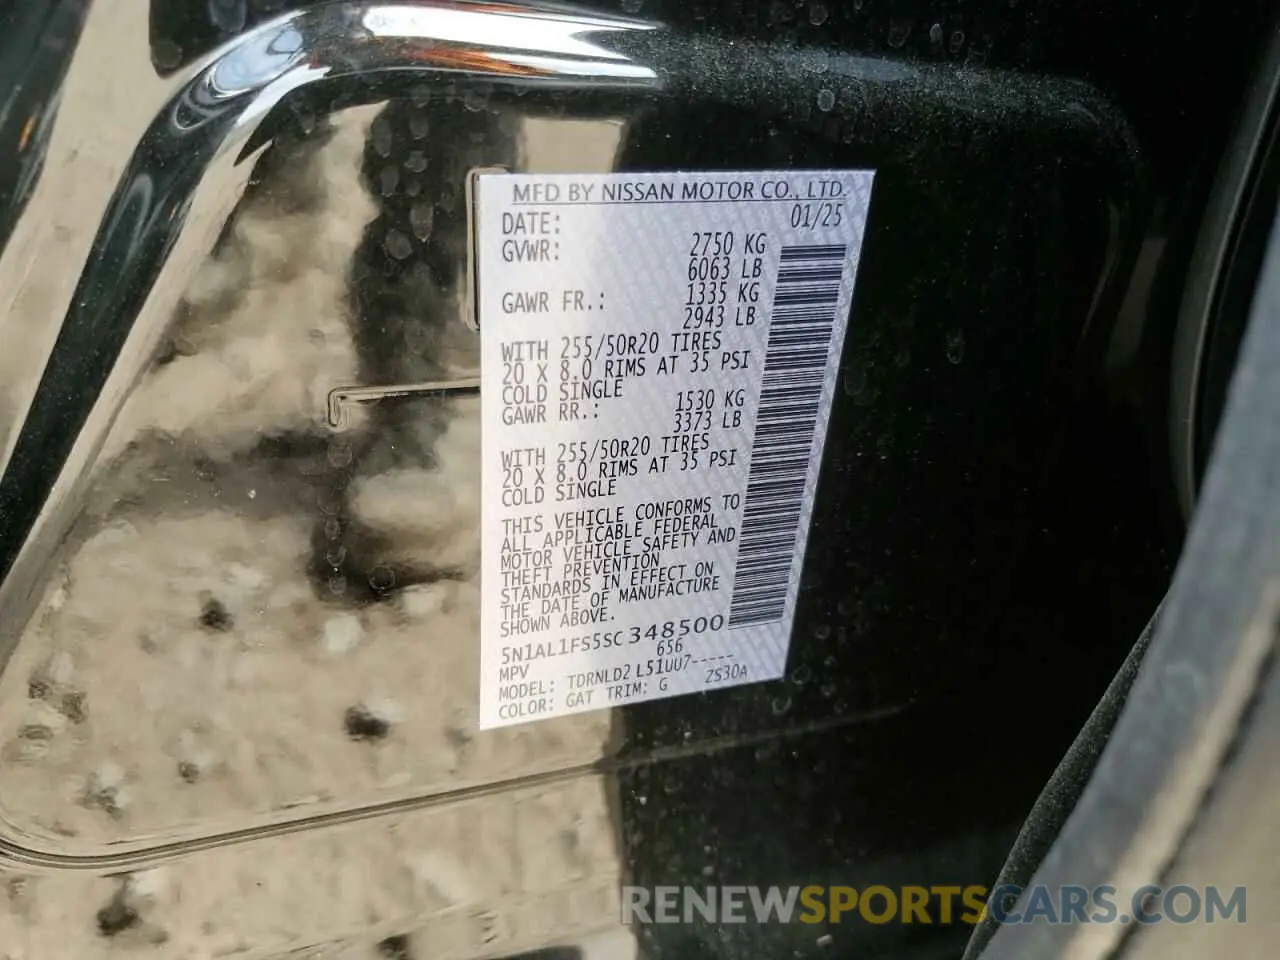 MFD BY NISSAN MOTOR CO., LTD.
DATE: 01/25
GVWR: 2750 KG
6063 LB
GAWR FR.: 1335 KG
2943 LB
WITH 255/50R20 TIRES
20 X 8.0 RIMS AT 35 PSI
COLD SINGLE
GAWR RR.: 1530 KG
3373 LB
WITH 255/50R20 TIRES
20 X 8.0 RIMS AT 35 PSI
COLD SINGLE
THIS VEHICLE CONFORMS TO
ALL APPLICABLE FEDERAL
MOTOR VEHICLE SAFETY AND
THEFT PREVENTION
STANDARDS IN EFFECT ON
THE DATE OF MANUFACTURE
SHOWN ABOVE.
5N1AL1FS5SC348500
MPV 656
MODEL: TDRNLD2 L51UU7-----
COLOR: GAT TRIM: G ZS30A
RENEWSPORTSCARS.COM